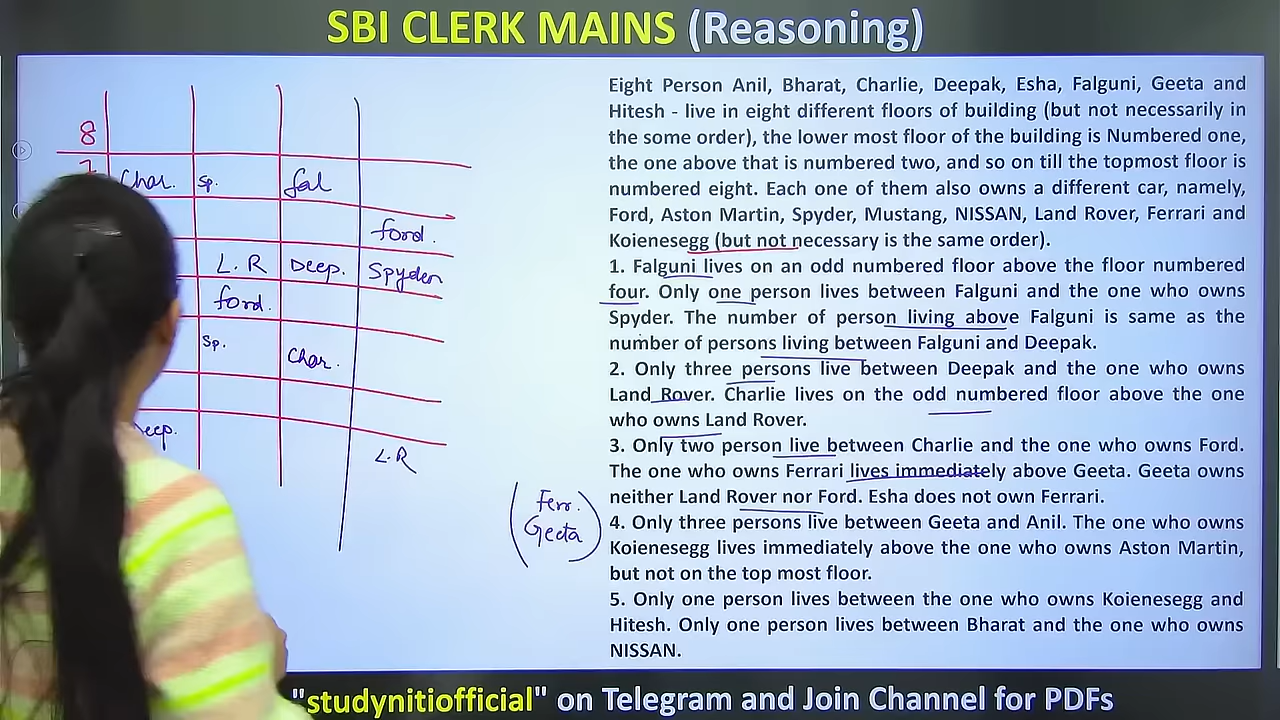 SBI CLERK MAINS (Reasoning)
8
7
Char. Sp. fal
ford.
L.R Deep. Spyder
ford.
Sp. Char.
eep.
L.R
Ferr.
Geeta
Eight Person Anil, Bharat, Charlie, Deepak, Esha, Falguni, Geeta and
Hitesh - live in eight different floors of building (but not necessarily in
the same order), the lower most floor of the building is Numbered one,
the one above that is numbered two, and so on till the topmost floor is
numbered eight. Each one of them also owns a different car, namely,
Ford, Aston Martin, Spyder, Mustang, NISSAN, Land Rover, Ferrari and
Koienesegg (but not necessary is the same order).
1. Falguni lives on an odd numbered floor above the floor numbered
four. Only one person lives between Falguni and the one who owns
Spyder. The number of person living above Falguni is same as the
number of persons living between Falguni and Deepak.
2. Only three persons live between Deepak and the one who owns
Land Rover. Charlie lives on the odd numbered floor above the one
who owns Land Rover.
3. Only two person live between Charlie and the one who owns Ford.
The one who owns Ferrari lives immediately above Geeta. Geeta owns
neither Land Rover nor Ford. Esha does not own Ferrari.
4. Only three persons live between Geeta and Anil. The one who owns
Koienesegg lives immediately above the one who owns Aston Martin,
but not on the top most floor.
5. Only one person lives between the one who owns Koienesegg and
Hitesh. Only one person lives between Bharat and the one who owns
NISSAN.
"studynitiofficial" on Telegram and Join Channel for PDFs